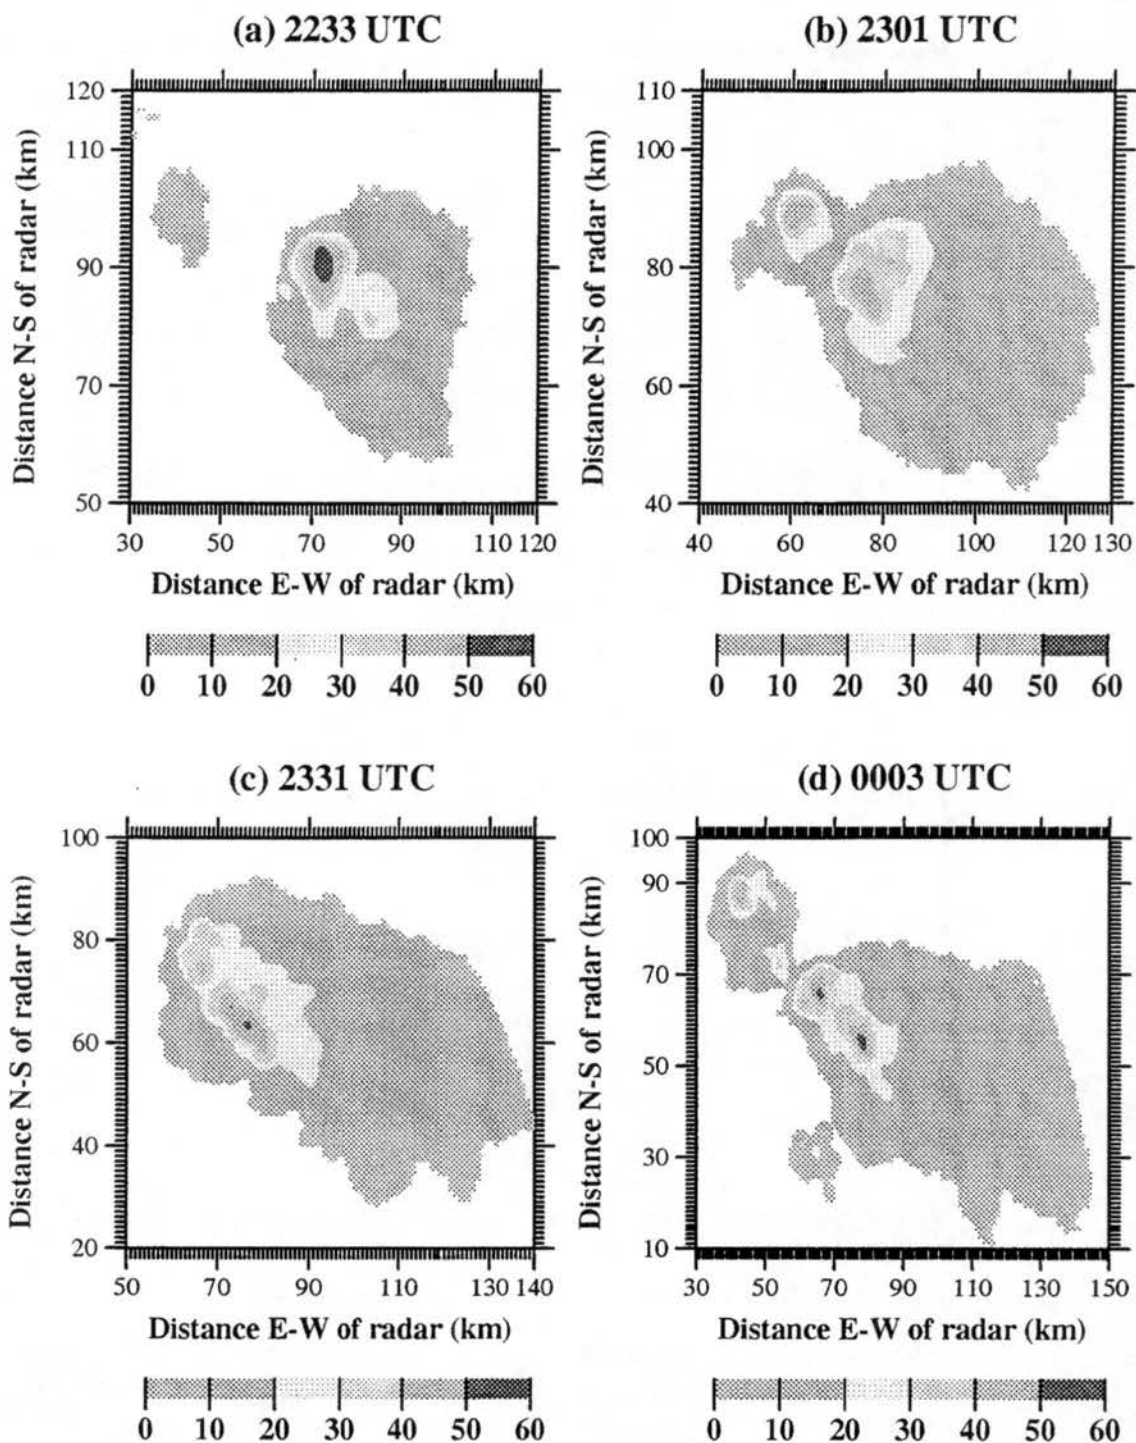 (a) 2233 UTC
120
110
90
70
50
30 50 70 90 110 120
Distance N-S of radar (km)
Distance E-W of radar (km)
0 10 20 30 40 50 60
(b) 2301 UTC
110
100
80
60
40
40 60 80 100 120 130
Distance N-S of radar (km)
Distance E-W of radar (km)
0 10 20 30 40 50 60
(c) 2331 UTC
100
80
60
40
20
50 70 90 110 130 140
Distance N-S of radar (km)
Distance E-W of radar (km)
0 10 20 30 40 50 60
(d) 0003 UTC
100
90
70
50
30
10
30 50 70 90 110 130 150
Distance N-S of radar (km)
Distance E-W of radar (km)
0 10 20 30 40 50 60